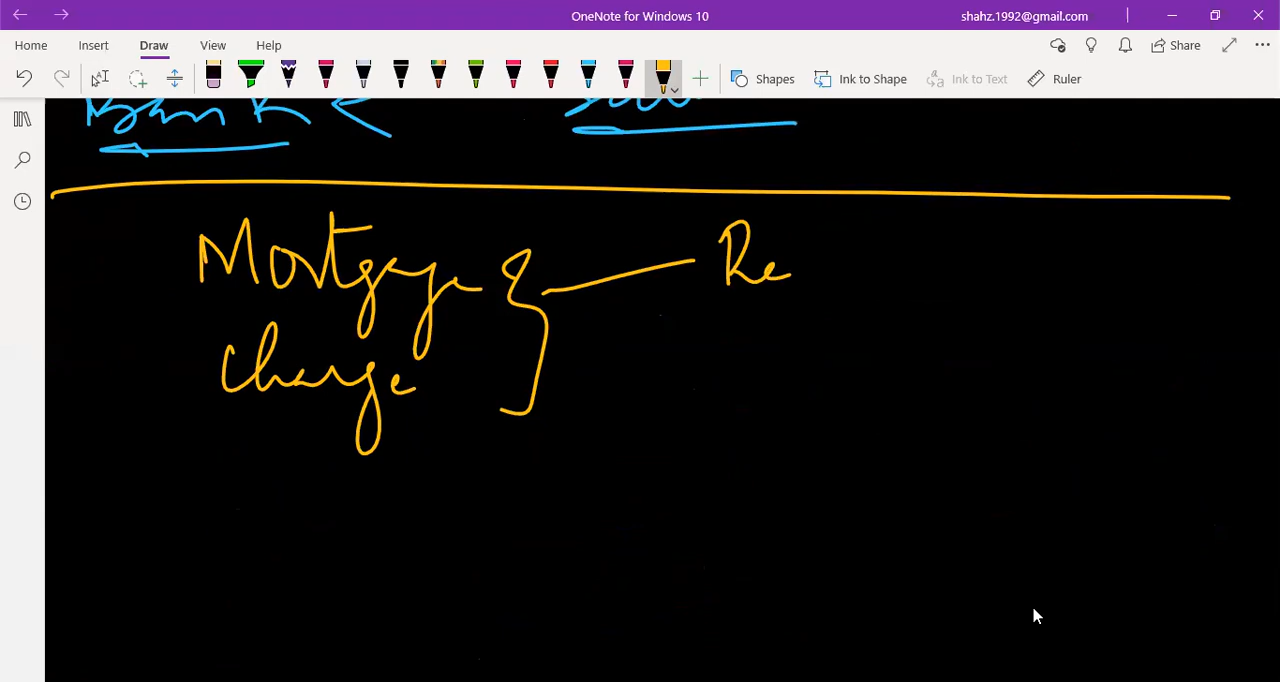 OneNote for Windows 10
shahz.1992@gmail.com
Home Insert Draw View Help
Share
Shapes Ink to Shape Ink to Text Ruler
Mortgage
Re
Charge